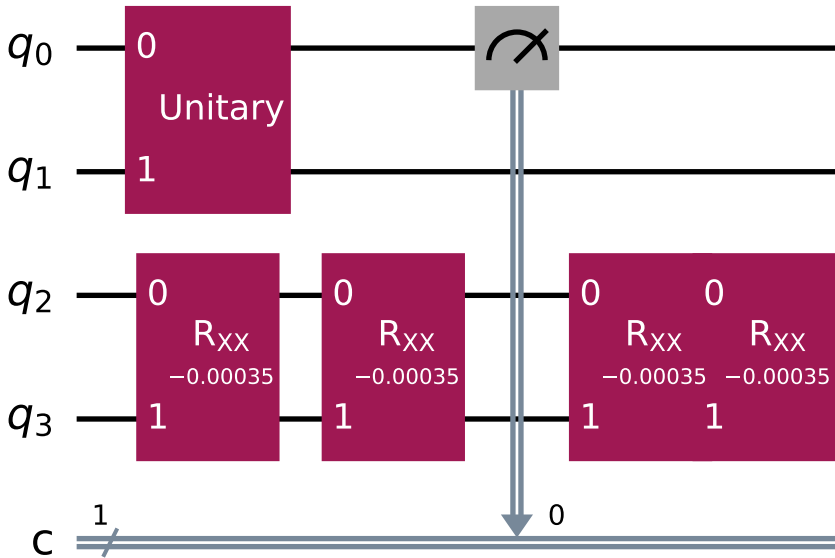 q0
0
Unitary
q1
1
q2
0 0 0 0
RXX RXX RXX RXX
−0.00035 −0.00035 −0.00035 −0.00035
q3
1 1 1 1
1 0
c